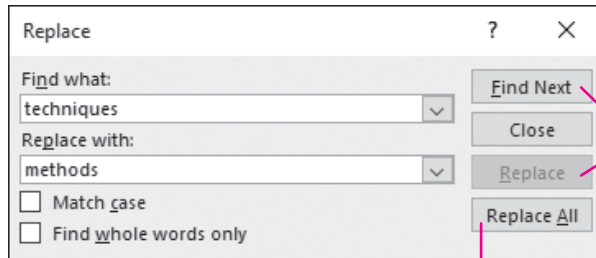 Replace ? ×
Find what:
techniques
Replace with:
methods
Match case
Find whole words only
Find Next
Close
Replace
Replace All